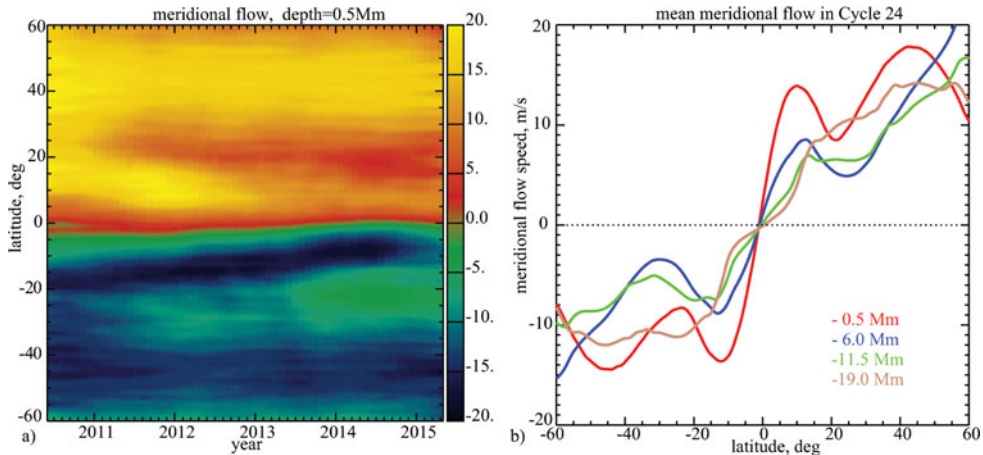 meridional flow, depth=0.5Mm
60
40
20
0
-20
-40
-60
latitude, deg
2011 2012 2013 2014 2015
year
a)
20.
15.
10.
5.
0.0
-5.
-10.
-15.
-20.
mean meridional flow in Cycle 24
20
10
0
-10
-20
meridional flow speed, m/s
- 0.5 Mm
- 6.0 Mm
-11.5 Mm
-19.0 Mm
-60 -40 -20 0 20 40 60
latitude, deg
b)